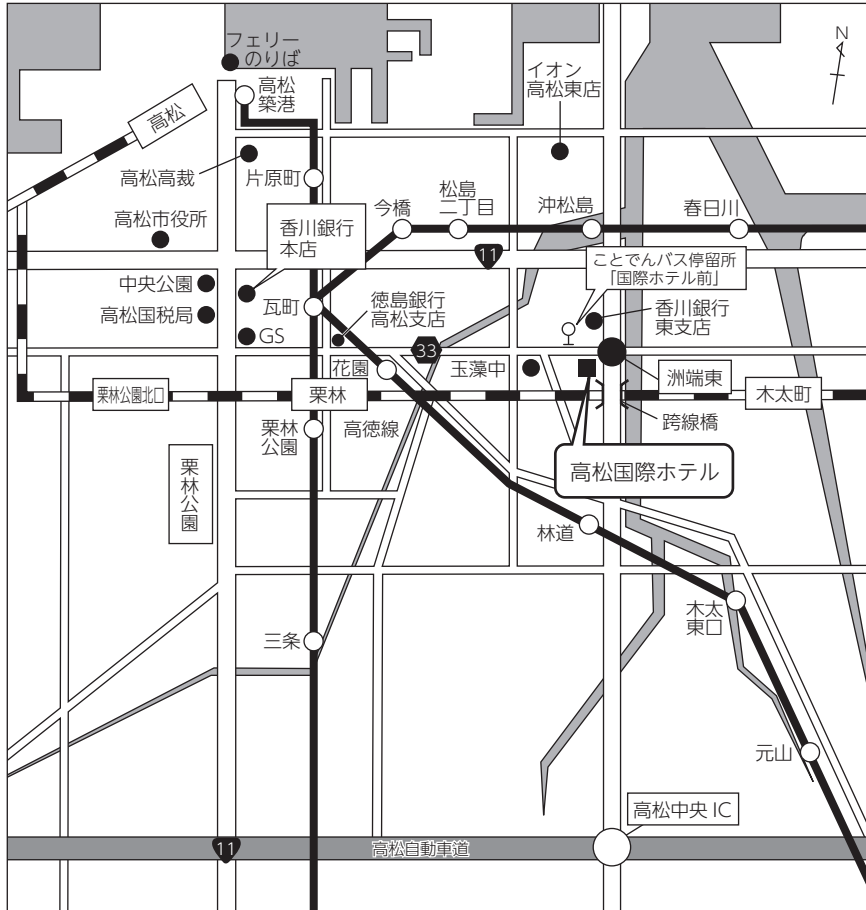 フェリー
のりば
高松
築港
イオン
高松東店
N
高松
高松高裁
片原町
高松市役所
香川銀行
本店
今橋
松島
二丁目
沖松島
春日川
11
ことでんバス停留所
「国際ホテル前」
中央公園
高松国税局
瓦町
徳島銀行
高松支店
香川銀行
東支店
GS
33
花園
玉藻中
洲端東
栗林公園北口
栗林
木太町
栗林
公園
高徳線
跨線橋
栗林公園
高松国際ホテル
林道
木太
東口
三条
元山
高松中央 IC
11
高松自動車道